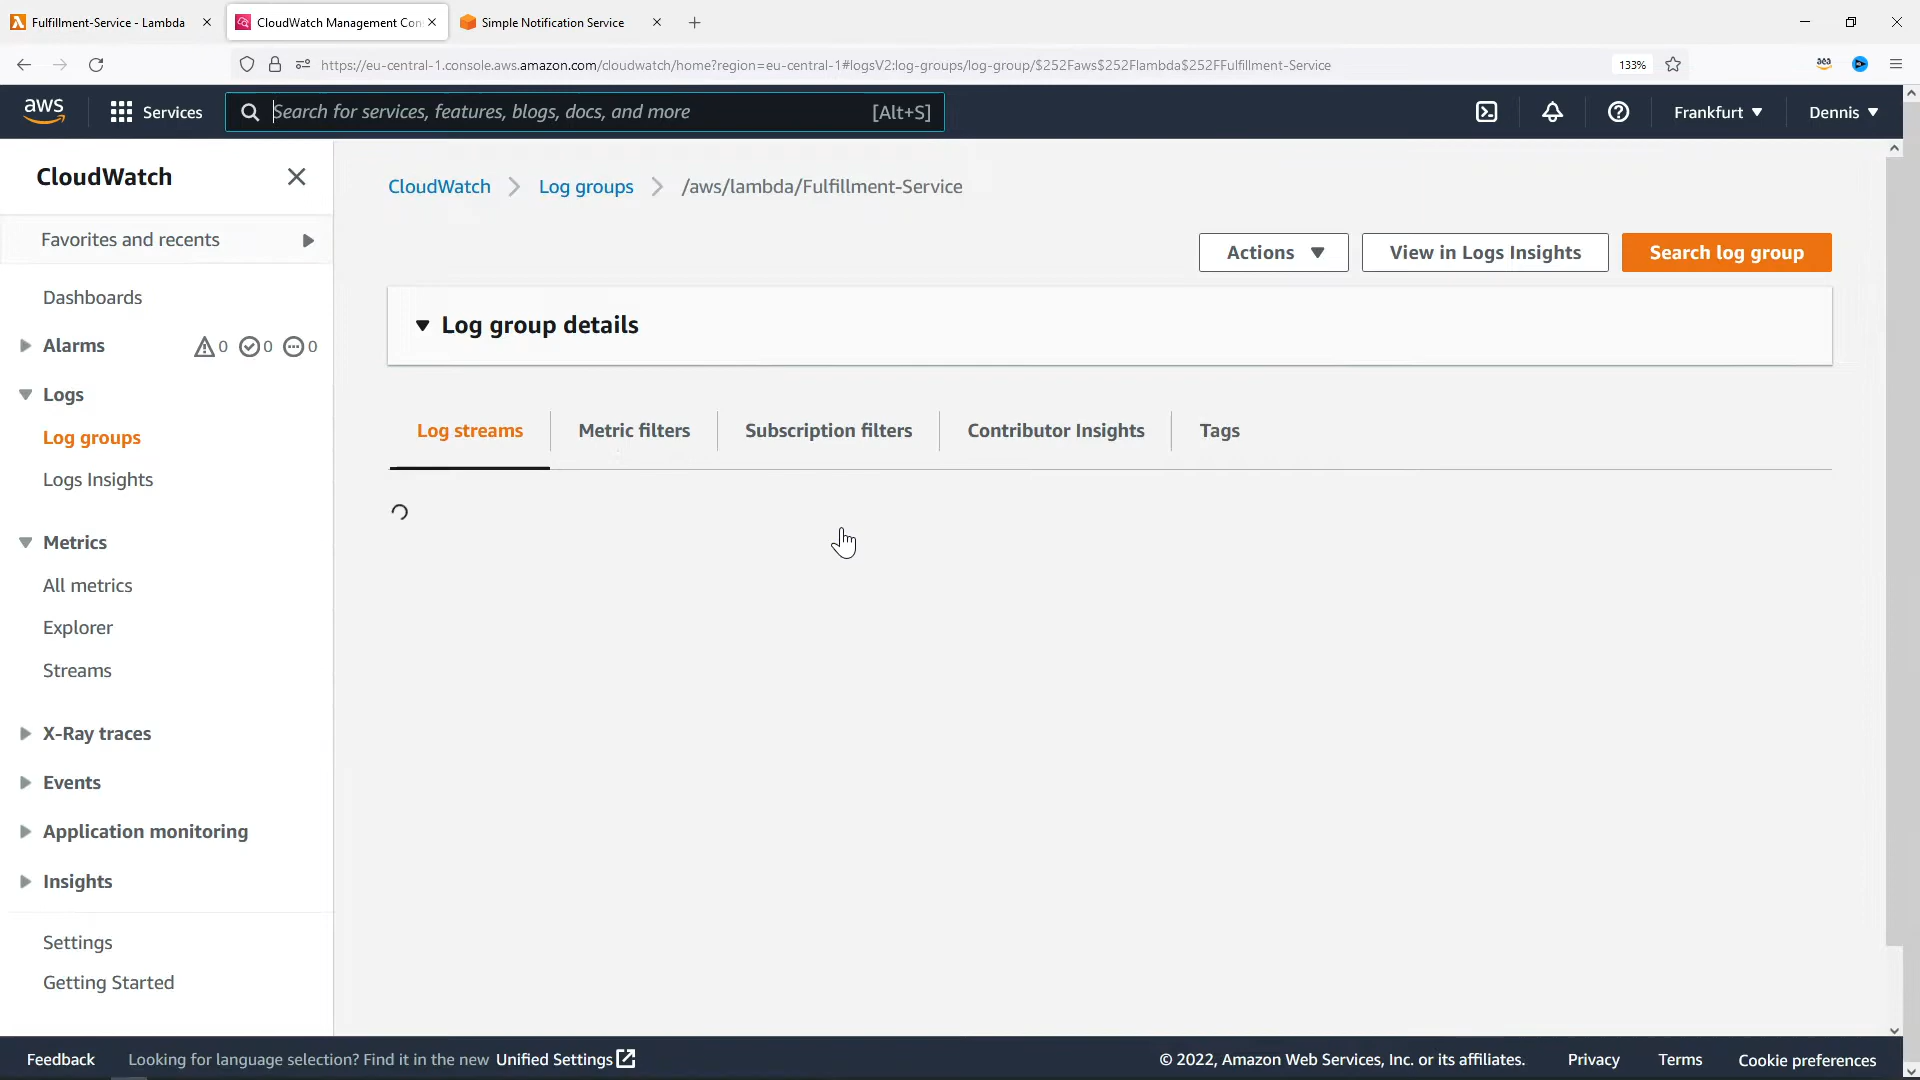 Fulfillment-Service - Lambda
CloudWatch Management Con
Simple Notification Service
https://eu-central-1.console.aws.amazon.com/cloudwatch/home?region=eu-central-1#logsV2:log-groups/log-group/$252Faws$252Flambda$252FFulfillment-Service
133%
aws
Services
Search for services, features, blogs, docs, and more
[Alt+S]
Frankfurt
Dennis
CloudWatch
Favorites and recents
Dashboards
Alarms
0
0
0
Logs
Log groups
Logs Insights
Metrics
All metrics
Explorer
Streams
X-Ray traces
Events
Application monitoring
Insights
Settings
Getting Started
CloudWatch
Log groups
/aws/lambda/Fulfillment-Service
Actions
View in Logs Insights
Search log group
Log group details
Log streams
Metric filters
Subscription filters
Contributor Insights
Tags
Feedback
Looking for language selection? Find it in the new Unified Settings
© 2022, Amazon Web Services, Inc. or its affiliates.
Privacy
Terms
Cookie preferences